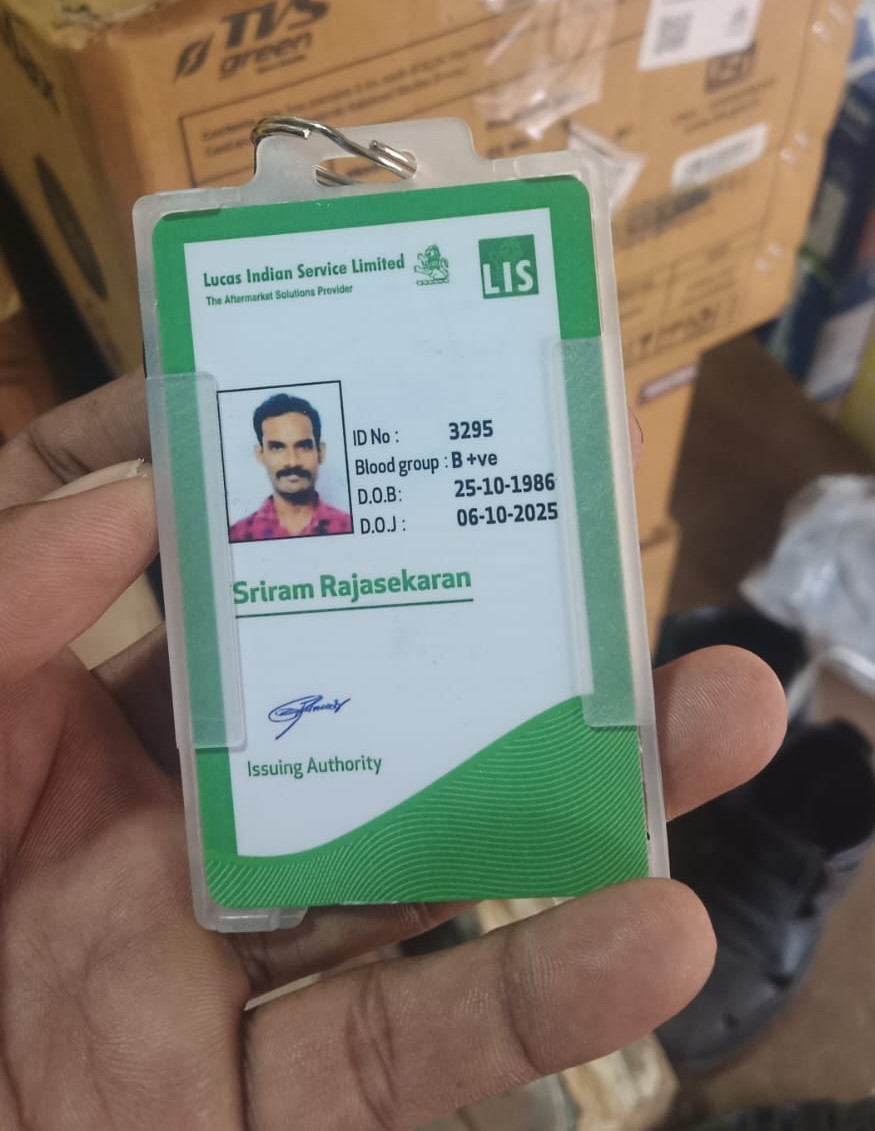 TVS
green
Lucas Indian Service Limited
The Aftermarket Solutions Provider
LIS
ID No : 3295
Blood group : B +ve
D.O.B: 25-10-1986
D.O.J : 06-10-2025
Sriram Rajasekaran
Issuing Authority